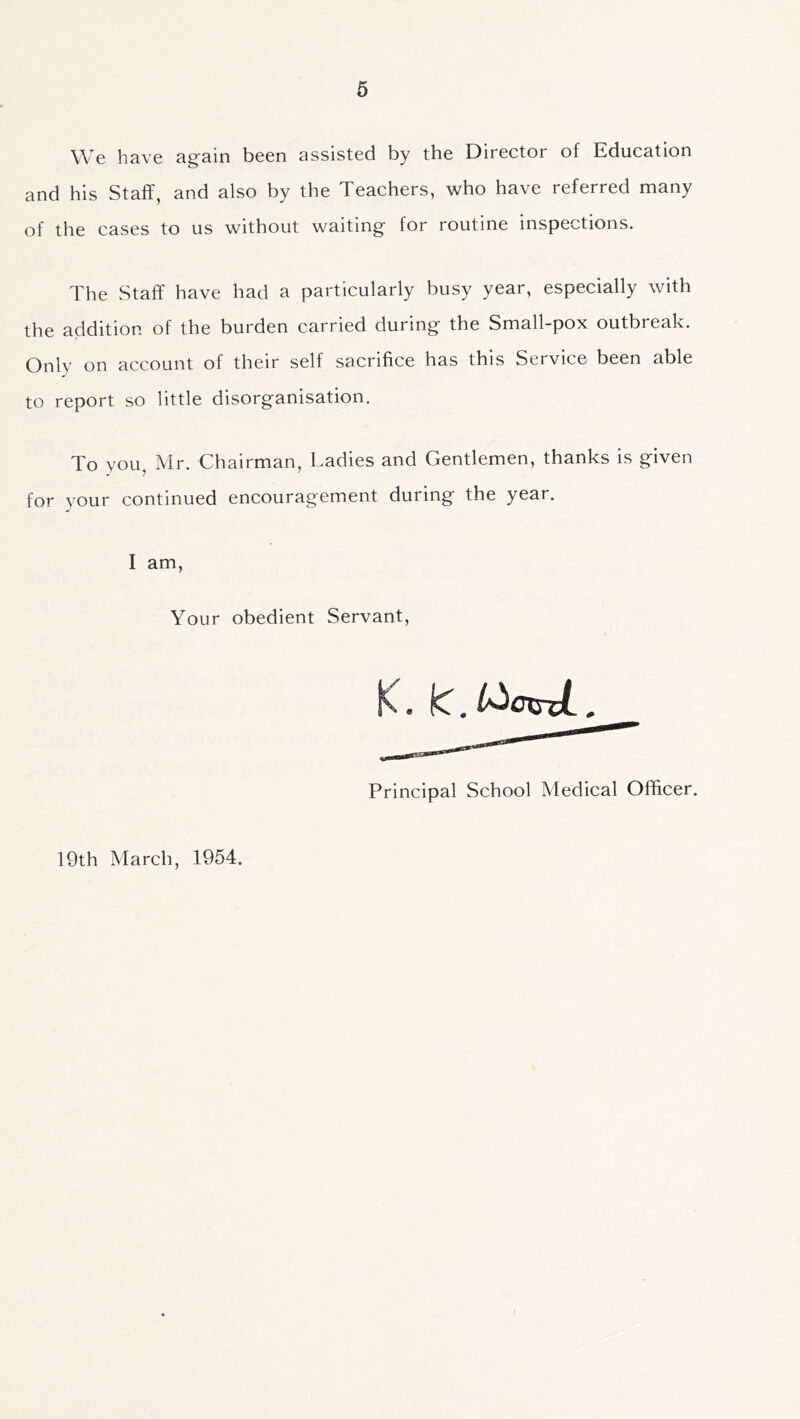 5
We have again been assisted by the Director of Education
and his Staff, and also by the Teachers, who have referred many
of the cases to us without waiting for routine inspections.
The Staff have had a particularly busy year, especially with
the addition of the burden carried during the Small-pox outbreak.
Only on account of their self sacrifice has this Service been able
to report so little disorganisation.
To you, Mr. Chairman, Ladies and Gentlemen, thanks is given
for your continued encouragement during the year.
I am,
Your obedient Servant,
K. K. Wood.
Principal School Medical Officer.
19th March, 1954.